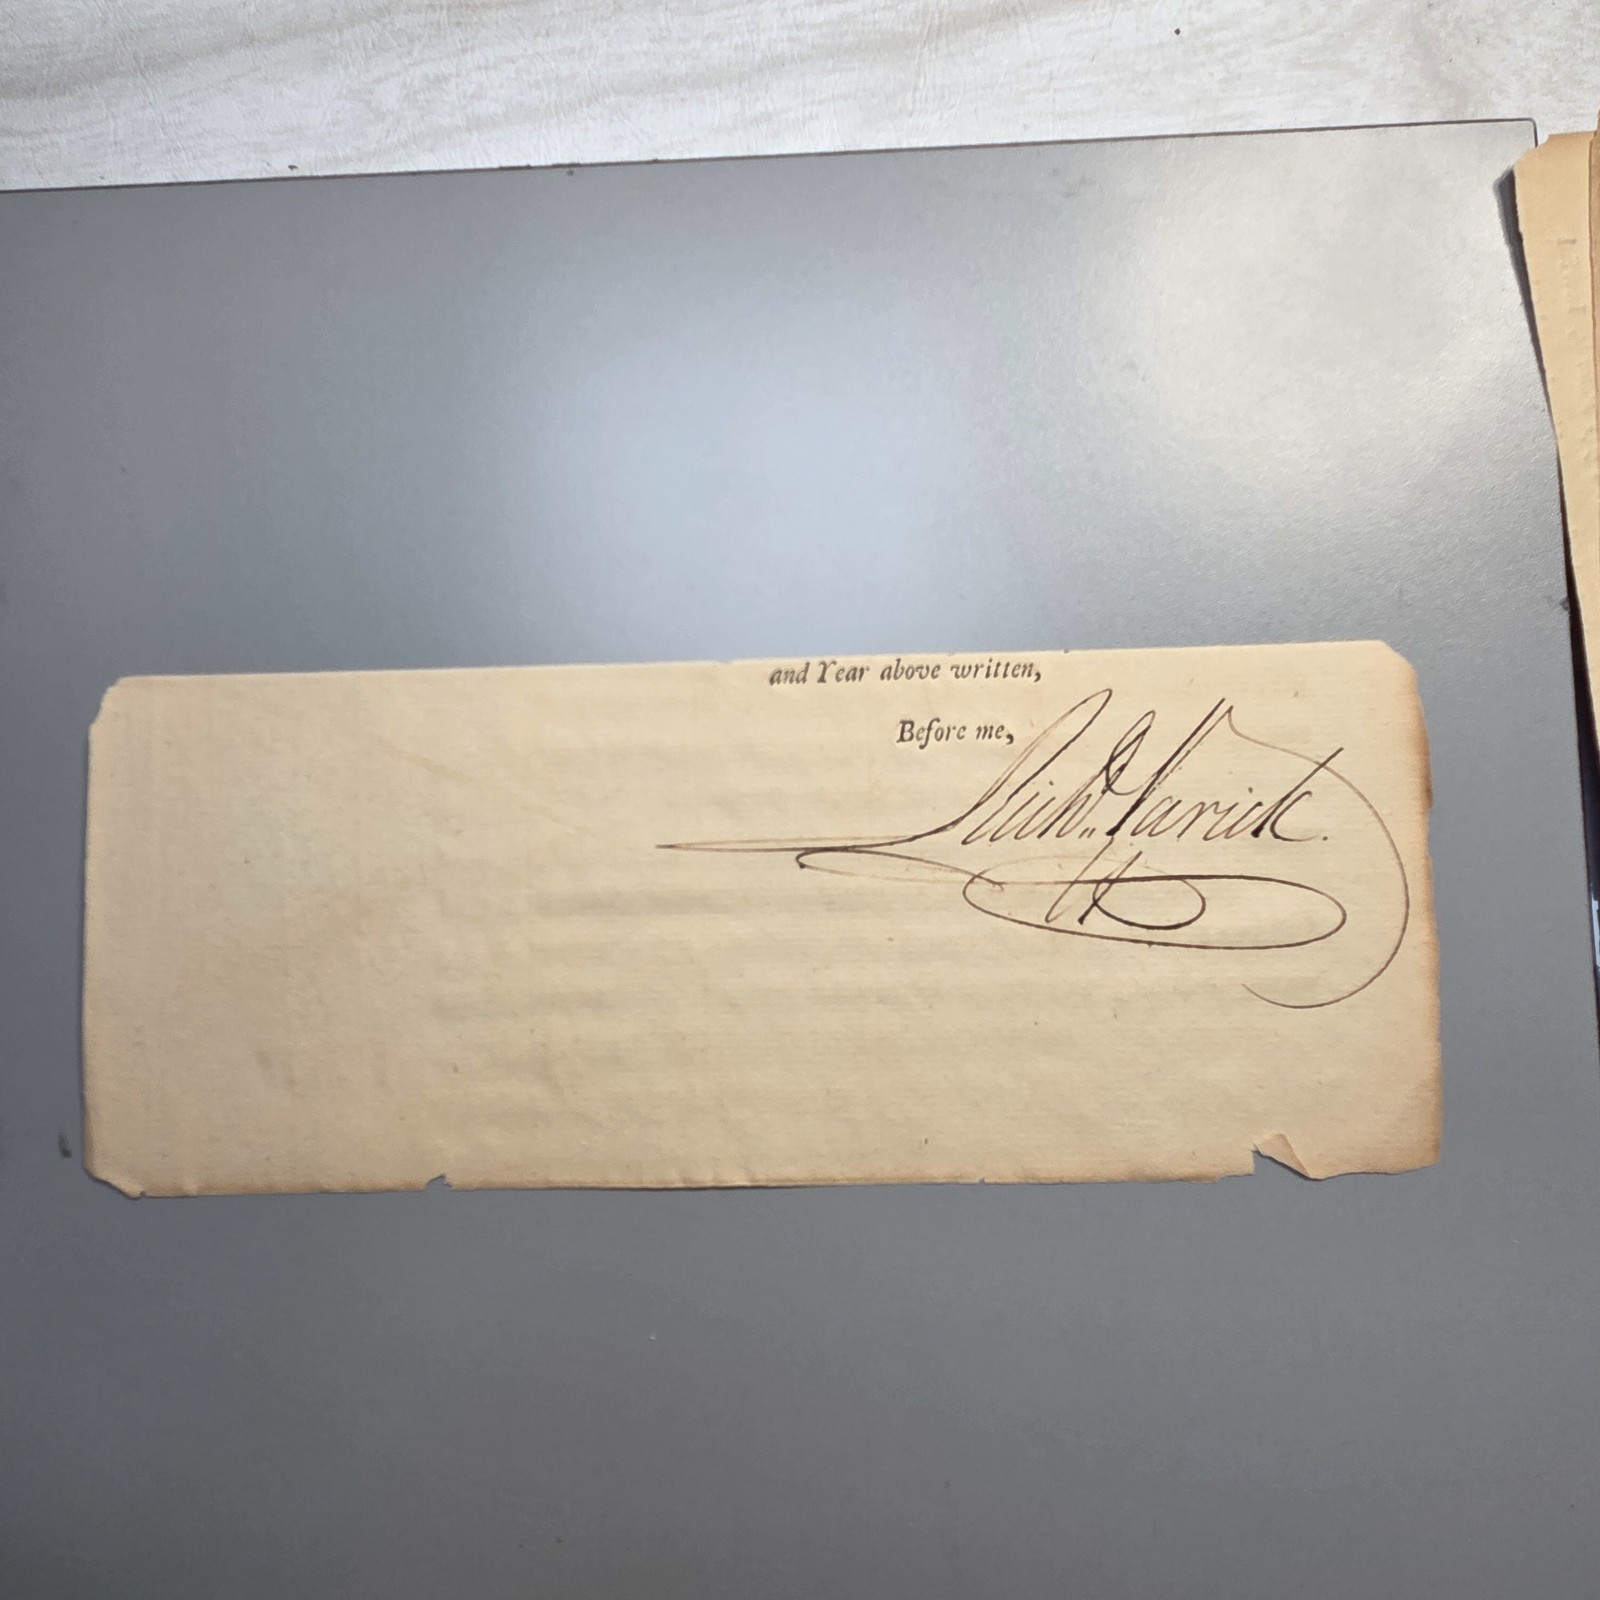 and Year above written,
Before me,
Richd,, Varick.